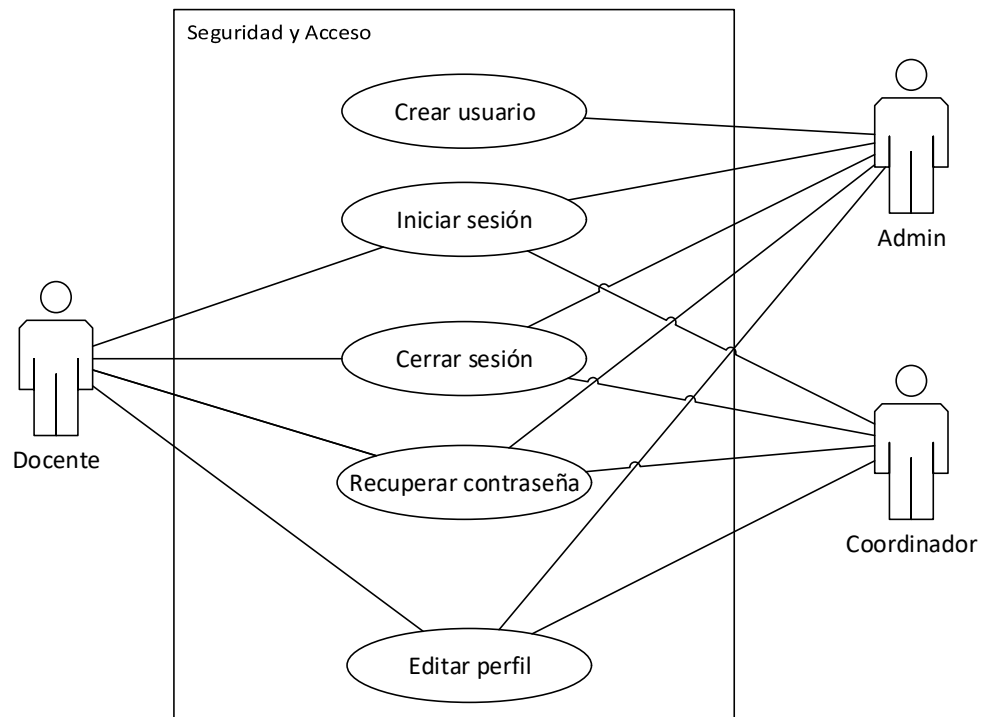 Seguridad y Acceso
Crear usuario
Iniciar sesión
Admin
Cerrar sesión
Docente
Recuperar contraseña
Coordinador
Editar perfil